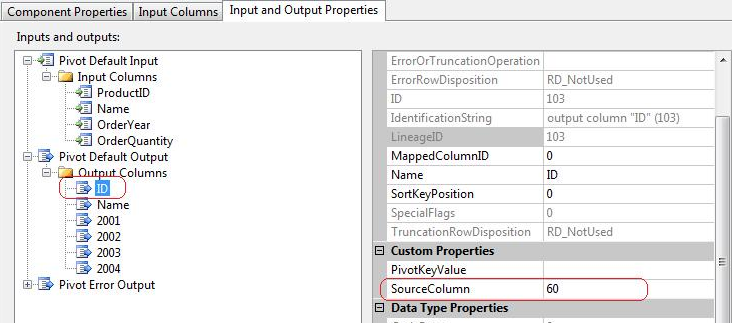 Component Properties Input Columns Input and Output Properties
Inputs and outputs:
Pivot Default Input
Input Columns
ProductID
Name
OrderYear
OrderQuantity
Pivot Default Output
Output Columns
ID
Name
2001
2002
2003
2004
Pivot Error Output
ErrorOrTruncationOperation
ErrorRowDisposition RD_NotUsed
ID 103
IdentificationString output column "ID" (103)
LineageID 103
MappedColumnID 0
Name ID
SortKeyPosition 0
SpecialFlags 0
TruncationRowDisposition RD_NotUsed
Custom Properties
PivotKeyValue
SourceColumn 60
Data Type Properties